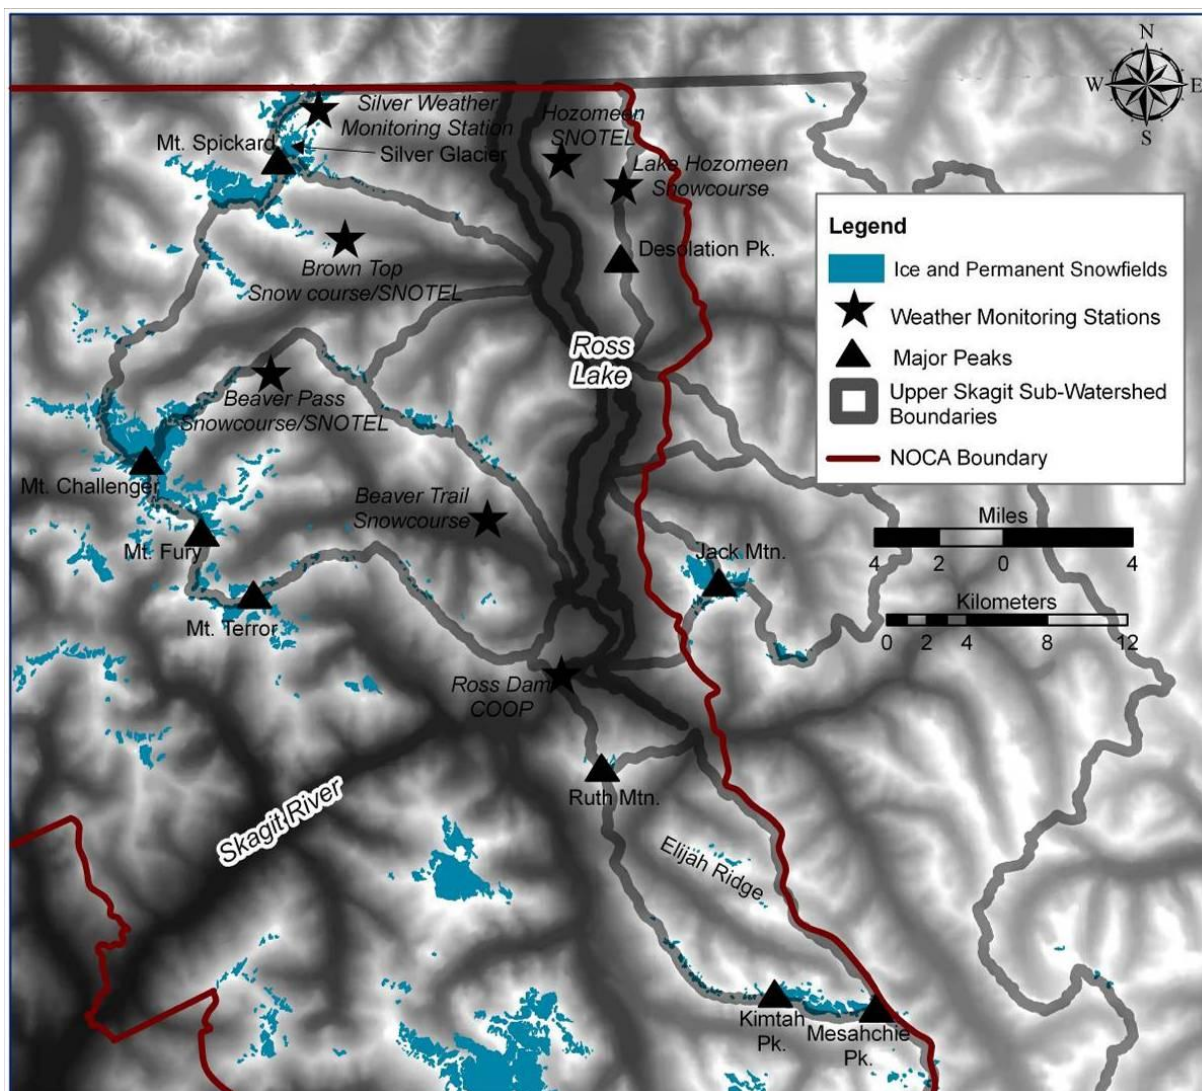 N
W E
S
Silver Weather
Monitoring Station
Hozomeen
SNOTEL
Mt. Spickard
Silver Glacier
Lake Hozomeen
Snowcourse
Desolation Pk.
Brown Top
Snow course/SNOTEL
Legend
Ice and Permanent Snowfields
Weather Monitoring Stations
Major Peaks
Upper Skagit Sub-Watershed
Boundaries
NOCA Boundary
Ross
Lake
Beaver Pass
Snowcourse/SNOTEL
Mt. Challenger
Beaver Trail
Snowcourse
Mt. Fury
Jack Mtn.
Miles
4 2 0 4
Kilometers
0 2 4 8 12
Mt. Terror
Ross Dam
COOP
Ruth Mtn.
Skagit River
Elijah Ridge
Kimtah
Pk.
Mesahchie
Pk.